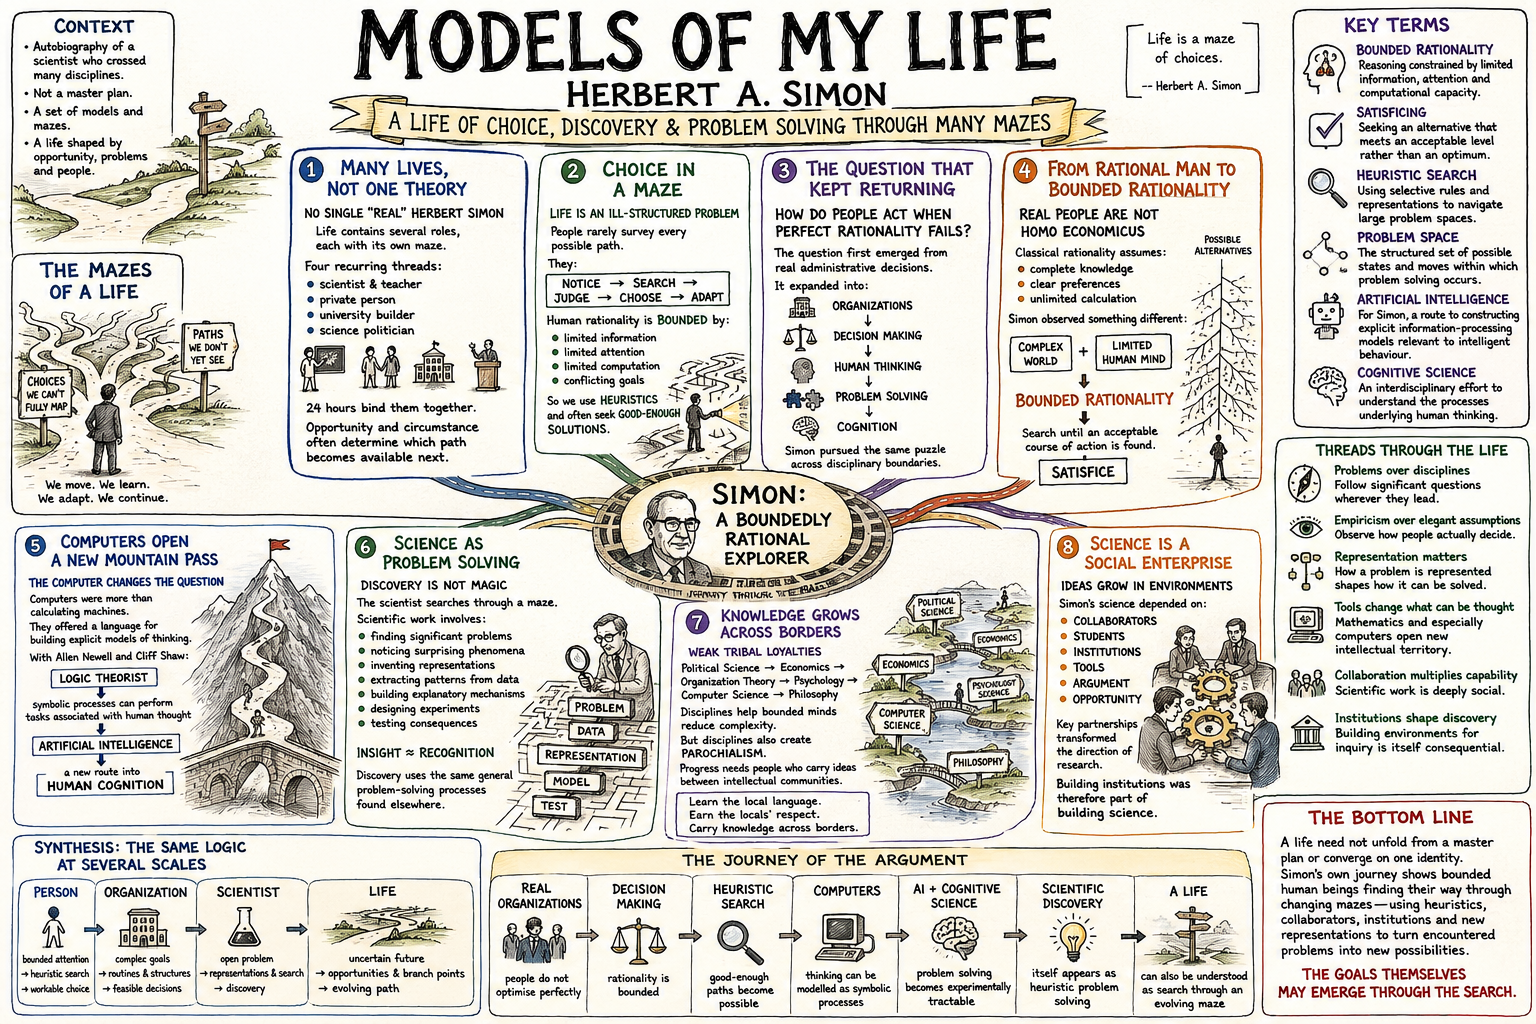 MODELS OF MY LIFE
HERBERT A. SIMON
A LIFE OF CHOICE, DISCOVERY & PROBLEM SOLVING THROUGH MANY MAZES
Life is a maze
of choices.
-- Herbert A. Simon
CONTEXT
• Autobiography of a
scientist who crossed
many disciplines.
• Not a master plan.
• A set of models and
mazes.
• A life shaped by
opportunity, problems
and people.
THE MAZES
OF A LIFE
CHOICES
WE CAN'T
FULLY MAP
PATHS
WE DON'T
YET SEE
We move. We learn.
We adapt. We continue.
1 MANY LIVES,
NOT ONE THEORY
NO SINGLE "REAL" HERBERT SIMON
Life contains several roles,
each with its own maze.
Four recurring threads:
• scientist & teacher
• private person
• university builder
• science politician
24 hours bind them together.
Opportunity and circumstance
often determine which path
becomes available next.
2 CHOICE IN
A MAZE
LIFE IS AN ILL-STRUCTURED PROBLEM
People rarely survey every
possible path.
They:
NOTICE → SEARCH →
JUDGE → CHOOSE → ADAPT
Human rationality is BOUNDED by:
• limited information
• limited attention
• limited computation
• conflicting goals
So we use HEURISTICS
and often seek GOOD-ENOUGH
SOLUTIONS.
3 THE QUESTION THAT
KEPT RETURNING
HOW DO PEOPLE ACT WHEN
PERFECT RATIONALITY FAILS?
The question first emerged from
real administrative decisions.
It expanded into:
ORGANIZATIONS
↓
DECISION MAKING
↓
HUMAN THINKING
↓
PROBLEM SOLVING
↓
COGNITION
Simon pursued the same puzzle
across disciplinary boundaries.
4 FROM RATIONAL MAN TO
BOUNDED RATIONALITY
REAL PEOPLE ARE NOT
HOMO ECONOMICUS
Classical rationality assumes:
• complete knowledge
• clear preferences
• unlimited calculation
Simon observed something different:
COMPLEX
WORLD
+
LIMITED
HUMAN MIND
BOUNDED RATIONALITY
Search until an acceptable
course of action is found.
SATISFICE
POSSIBLE
ALTERNATIVES
SIMON:
A BOUNDEDLY
RATIONAL
EXPLORER
5 COMPUTERS OPEN
A NEW MOUNTAIN PASS
THE COMPUTER CHANGES THE QUESTION
Computers were more than
calculating machines.
They offered a language for
building explicit models of thinking.
With Allen Newell and Cliff Shaw:
LOGIC THEORIST
symbolic processes can perform
tasks associated with human thought
ARTIFICIAL INTELLIGENCE
a new route into
HUMAN COGNITION
6 SCIENCE AS
PROBLEM SOLVING
DISCOVERY IS NOT MAGIC
The scientist searches through a maze.
Scientific work involves:
• finding significant problems
• noticing surprising phenomena
• inventing representations
• extracting patterns from data
• building explanatory mechanisms
• designing experiments
• testing consequences
INSIGHT ≈ RECOGNITION
Discovery uses the same general
problem-solving processes
found elsewhere.
PROBLEM
DATA
REPRESENTATION
MODEL
TEST
7 KNOWLEDGE GROWS
ACROSS BORDERS
WEAK TRIBAL LOYALTIES
Political Science → Economics →
Organization Theory → Psychology →
Computer Science → Philosophy
Disciplines help bounded minds
reduce complexity.
But disciplines also create
PAROCHIALISM.
Progress needs people who carry ideas
between intellectual communities.
Learn the local language.
Earn the locals' respect.
Carry knowledge across borders.
POLITICAL
SCIENCE
ECONOMICS
ECONOMICS
PSYCHOLOGY
SCIENCE
COMPUTER
SCIENCE
PHILOSOPHY
8 SCIENCE IS A
SOCIAL ENTERPRISE
IDEAS GROW IN ENVIRONMENTS
Simon's science depended on:
• COLLABORATORS
• STUDENTS
• INSTITUTIONS
• TOOLS
• ARGUMENT
• OPPORTUNITY
Key partnerships
transformed
the direction of
research.
Building institutions was
therefore part of
building science.
KEY TERMS
BOUNDED RATIONALITY
Reasoning constrained by limited
information, attention and
computational capacity.
SATISFICING
Seeking an alternative that
meets an acceptable level
rather than an optimum.
HEURISTIC SEARCH
Using selective rules and
representations to navigate
large problem spaces.
PROBLEM SPACE
The structured set of possible
states and moves within which
problem solving occurs.
ARTIFICIAL INTELLIGENCE
For Simon, a route to constructing
explicit information-processing
models relevant to intelligent
behaviour.
COGNITIVE SCIENCE
An interdisciplinary effort to
understand the processes
underlying human thinking.
THREADS THROUGH THE LIFE
Problems over disciplines
Follow significant questions
wherever they lead.
Empiricism over elegant assumptions
Observe how people actually decide.
Representation matters
How a problem is represented
shapes how it can be solved.
Tools change what can be thought
Mathematics and especially
computers open new
intellectual territory.
Collaboration multiplies capability
Scientific work is deeply social.
Institutions shape discovery
Building environments for
inquiry is itself consequential.
SYNTHESIS: THE SAME LOGIC
AT SEVERAL SCALES
PERSON
bounded attention
→ heuristic search
→ workable choice
ORGANIZATION
complex goals
→ routines & structures
→ feasible decisions
SCIENTIST
open problem
→ representations & search
→ discovery
LIFE
uncertain future
→ opportunities & branch points
→ evolving path
THE JOURNEY OF THE ARGUMENT
REAL
ORGANIZATIONS
people do not
optimise perfectly
DECISION
MAKING
rationality is
bounded
HEURISTIC
SEARCH
good-enough
paths become
possible
COMPUTERS
thinking can be
modelled as symbolic
processes
AI + COGNITIVE
SCIENCE
problem solving
becomes experimentally
tractable
SCIENTIFIC
DISCOVERY
itself appears as
heuristic problem
solving
A LIFE
can also be understood
as search through an
evolving maze
THE BOTTOM LINE
A life need not unfold from a master
plan or converge on one identity.
Simon's own journey shows bounded
human beings finding their way through
changing mazes—using heuristics,
collaborators, institutions and new
representations to turn encountered
problems into new possibilities.
THE GOALS THEMSELVES
MAY EMERGE THROUGH THE SEARCH.